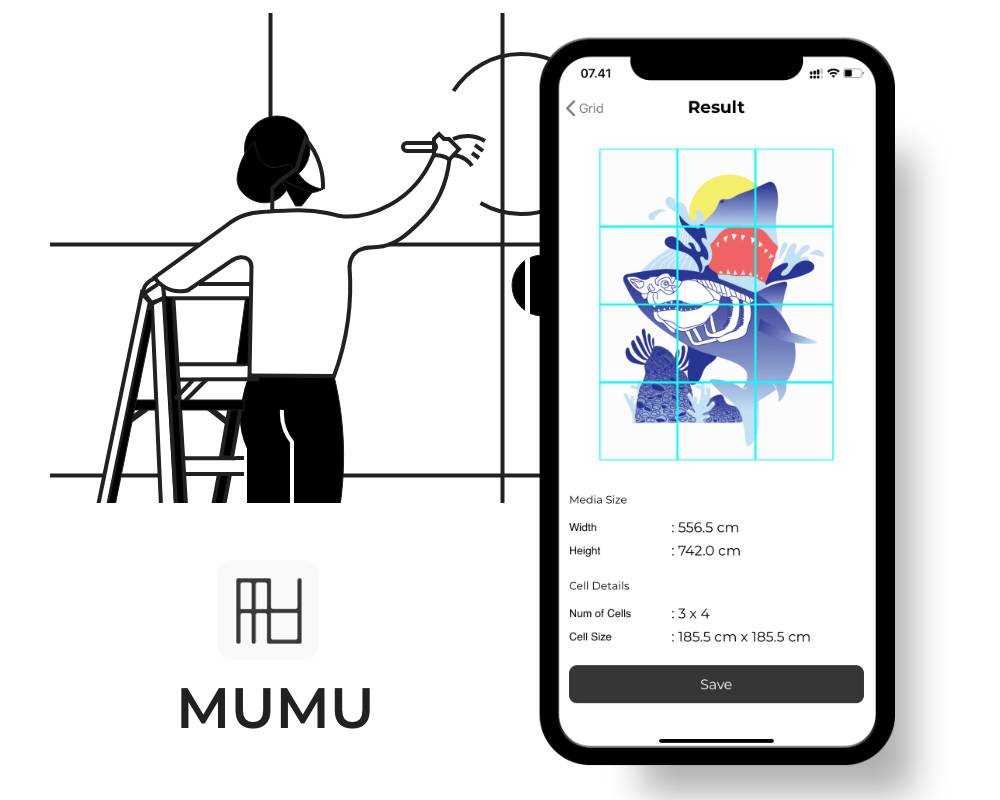 07.41
Grid
Result
Media Size
Width : 556.5 cm
Height : 742.0 cm
Cell Details
Num of Cells : 3 x 4
Cell Size : 185.5 cm x 185.5 cm
Save
MU
MUMU